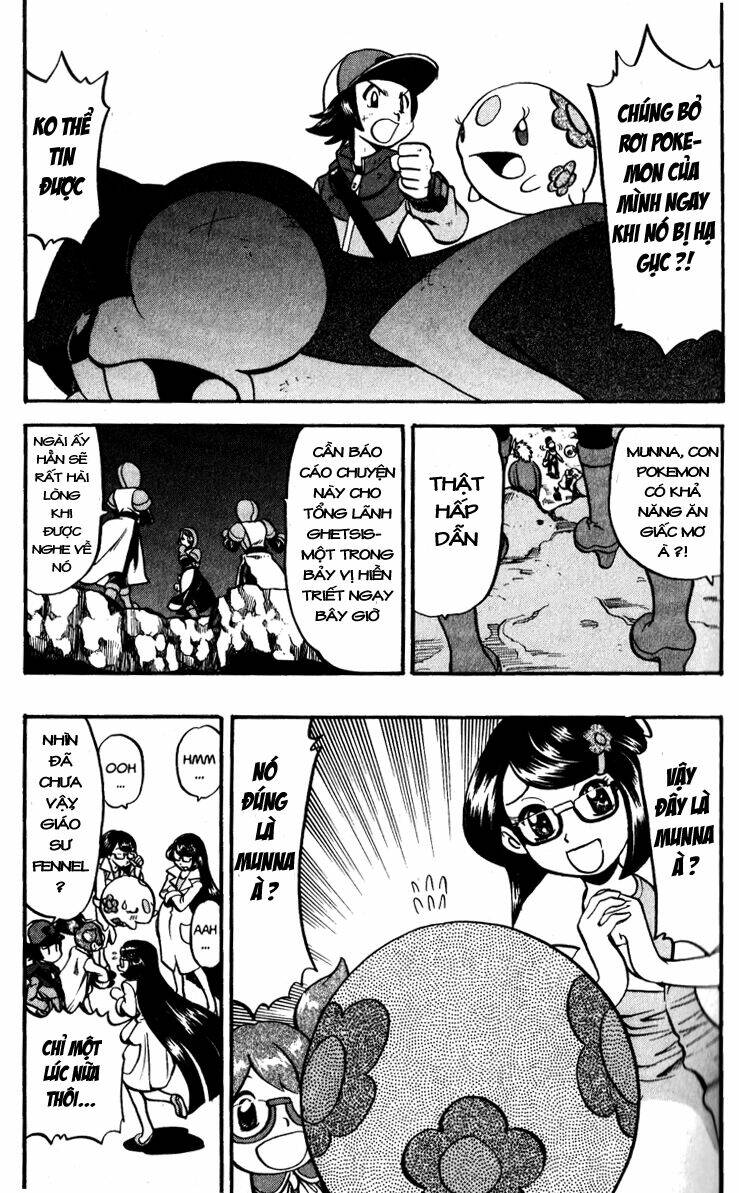 CHÚNG BỎ
RƠI POKE-
MON CỦA
MÌNH NGAY
KHI NÓ BỊ HẠ
GỤC ?!
KO THỂ
TIN
ĐƯỢC
MUNNA, CON
POKEMON
CÓ KHẢ
NĂNG ĂN
GIẤC MƠ
À ?!
THẬT
HẤP
DẪN
CẦN BÁO
CÁO CHUYỆN
NÀY CHO
TỔNG LÃNH
GHETSIS-
MỘT TRONG
BẢY VỊ HIỀN
TRIẾT NGAY
BÂY GIỜ
NGÀI ẤY
HẲN SẼ
RẤT HÀI
LÒNG
KHI
ĐƯỢC
NGHE VỀ
NÓ
VẬY
ĐÂY LÀ
MUNNA
À ?
NÓ
ĐÚNG
LÀ
MUNNA
À ?
HMM
...
OOH
...
AAH
...
NHÌN
ĐÃ
CHƯA
VẬY,
GIÁO
SƯ
FENNEL
?
CHỈ MỘT
LÚC NỮA
THÔI...